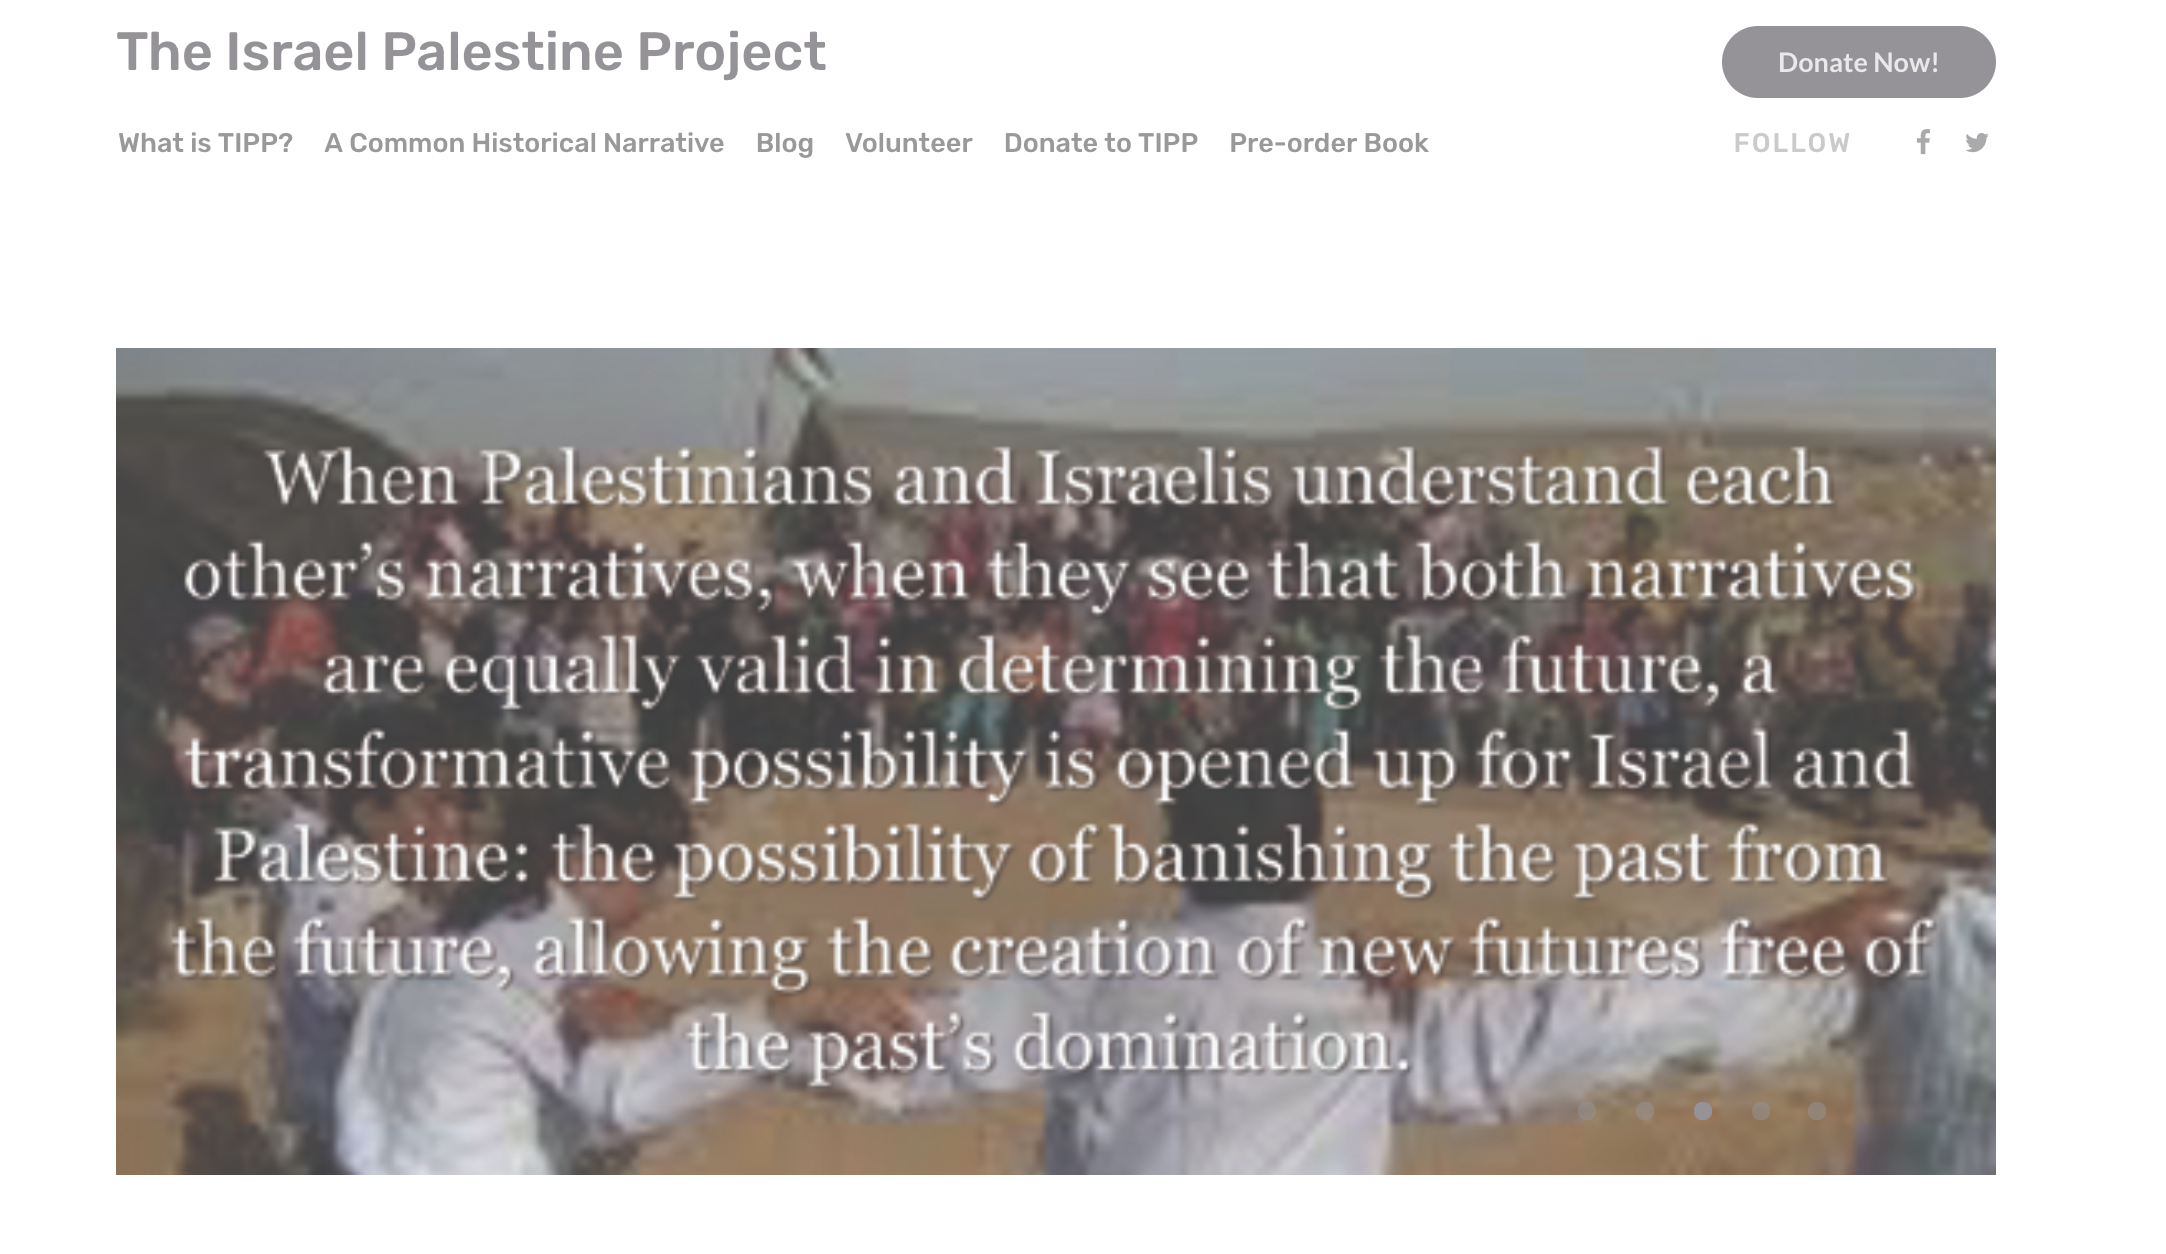 The Israel Palestine Project
Donate Now!
What is TIPP? A Common Historical Narrative Blog Volunteer Donate to TIPP Pre-order Book
FOLLOW
When Palestinians and Israelis understand each
other’s narratives, when they see that both narratives
are equally valid in determining the future, a
transformative possibility is opened up for Israel and
Palestine: the possibility of banishing the past from
the future, allowing the creation of new futures free of
the past’s domination.